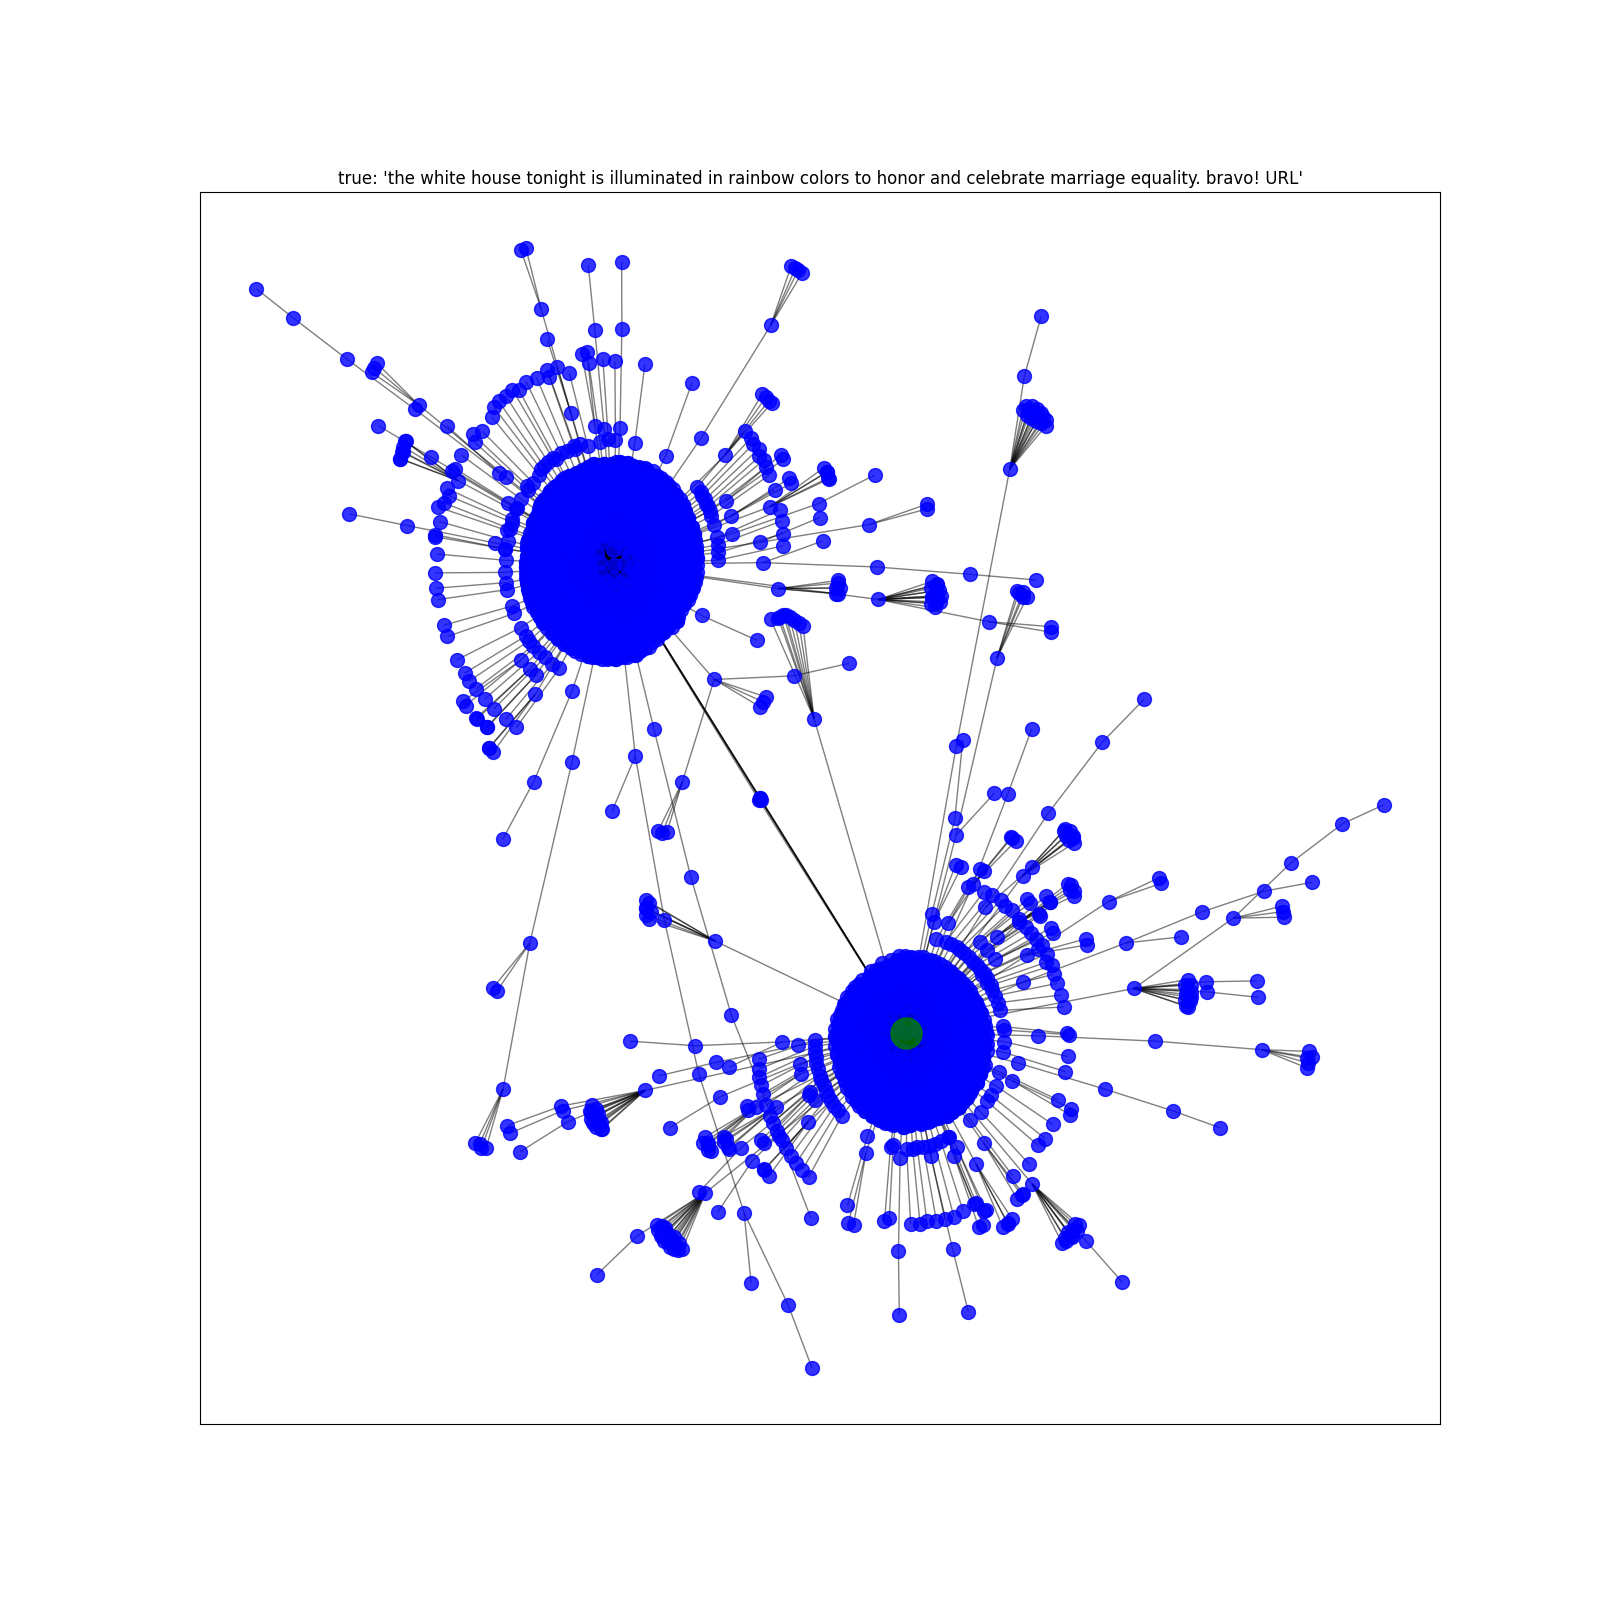 true: 'the white house tonight is illuminated in rainbow colors to honor and celebrate marriage equality. bravo! URL'